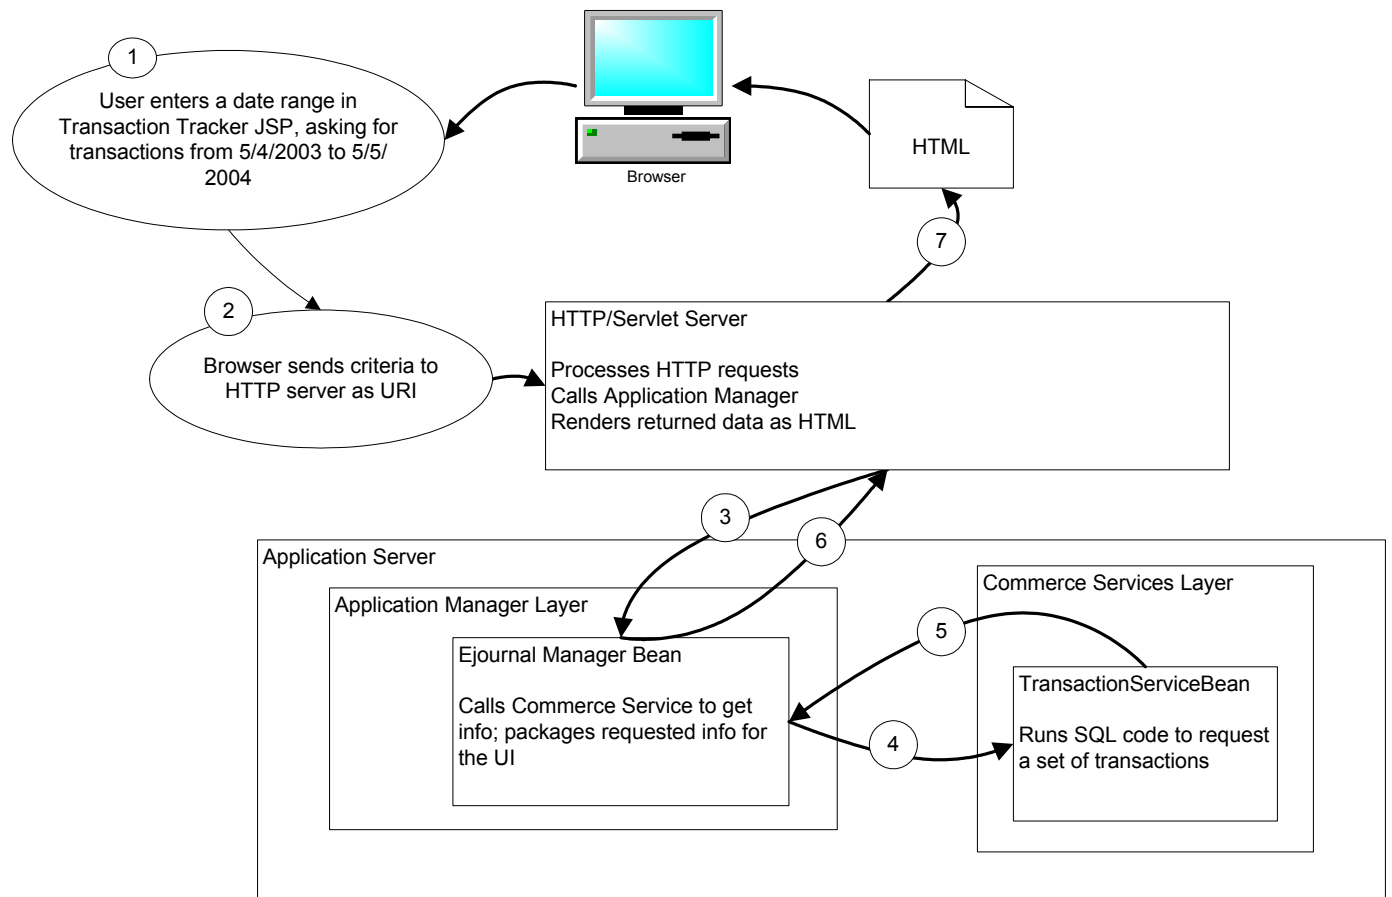 1
User enters a date range in
Transaction Tracker JSP, asking for
transactions from 5/4/2003 to 5/5/
2004
Browser
HTML
7
2
Browser sends criteria to
HTTP server as URI
HTTP/Servlet Server
Processes HTTP requests
Calls Application Manager
Renders returned data as HTML
3
6
Application Server
Application Manager Layer
Ejournal Manager Bean
Calls Commerce Service to get
info; packages requested info for
the UI
Commerce Services Layer
5
4
TransactionServiceBean
Runs SQL code to request
a set of transactions